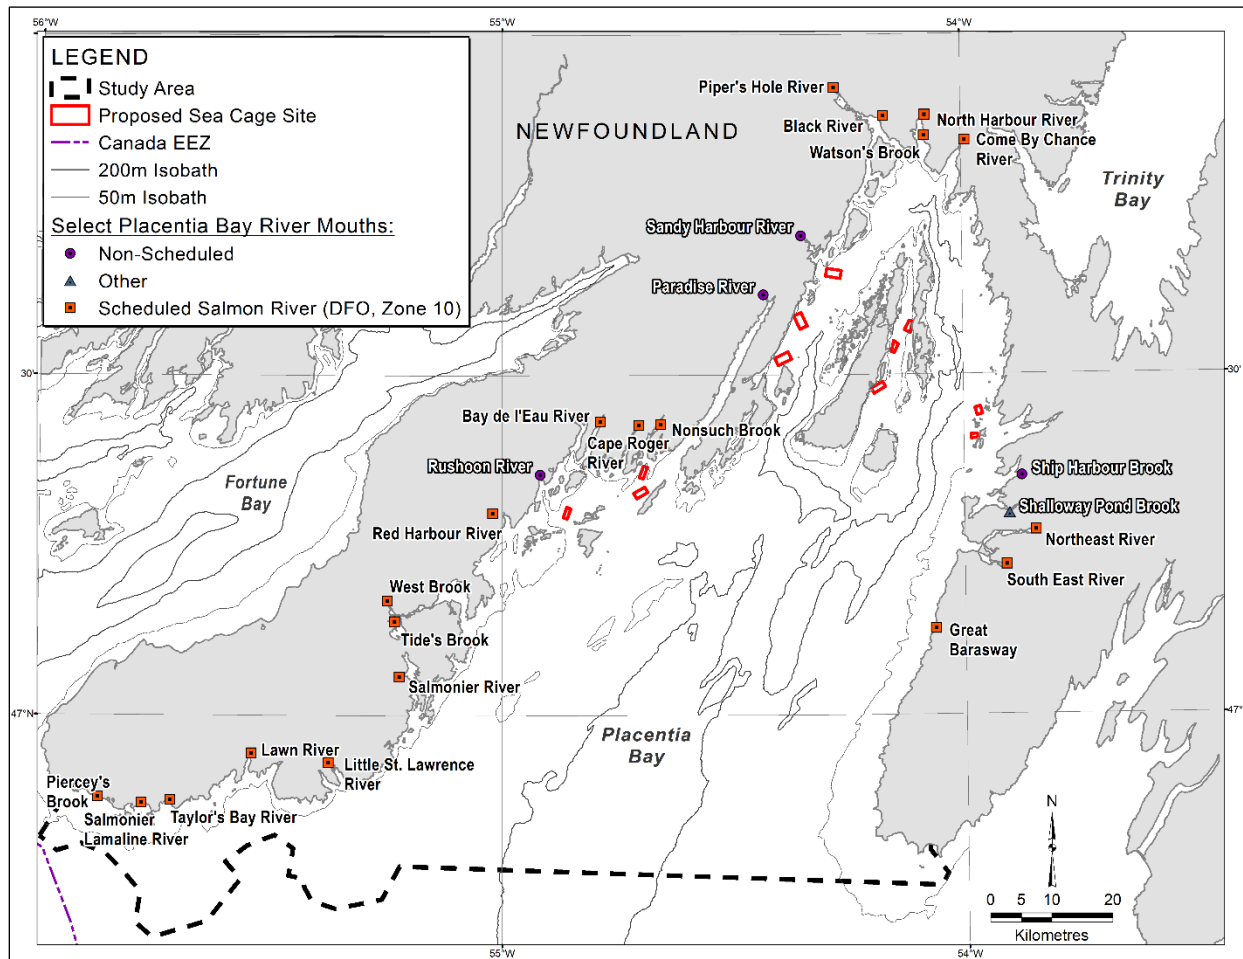 56°W
55°W
54°W
LEGEND
Study Area
Proposed Sea Cage Site
Canada EEZ
200m Isobath
50m Isobath
Select Placentia Bay River Mouths:
Non-Scheduled
Other
Scheduled Salmon River (DFO, Zone 10)
NEWFOUNDLAND
Piper's Hole River
Black River
North Harbour River
Watson's Brook
Come By Chance
River
Trinity
Bay
Sandy Harbour River
Paradise River
30'
30'
Bay de l'Eau River
Cape Roger
River
Nonsuch Brook
Rushoon River
Ship Harbour Brook
Fortune
Bay
Shalloway Pond Brook
Red Harbour River
Northeast River
South East River
West Brook
Tide's Brook
Great
Barasway
Salmonier River
47°N
47°
Placentia
Bay
Lawn River
Little St. Lawrence
River
Piercey's
Brook
Salmonier
Lamaline River
Taylor's Bay River
N
0 5 10 20
Kilometres
55°W
54°W